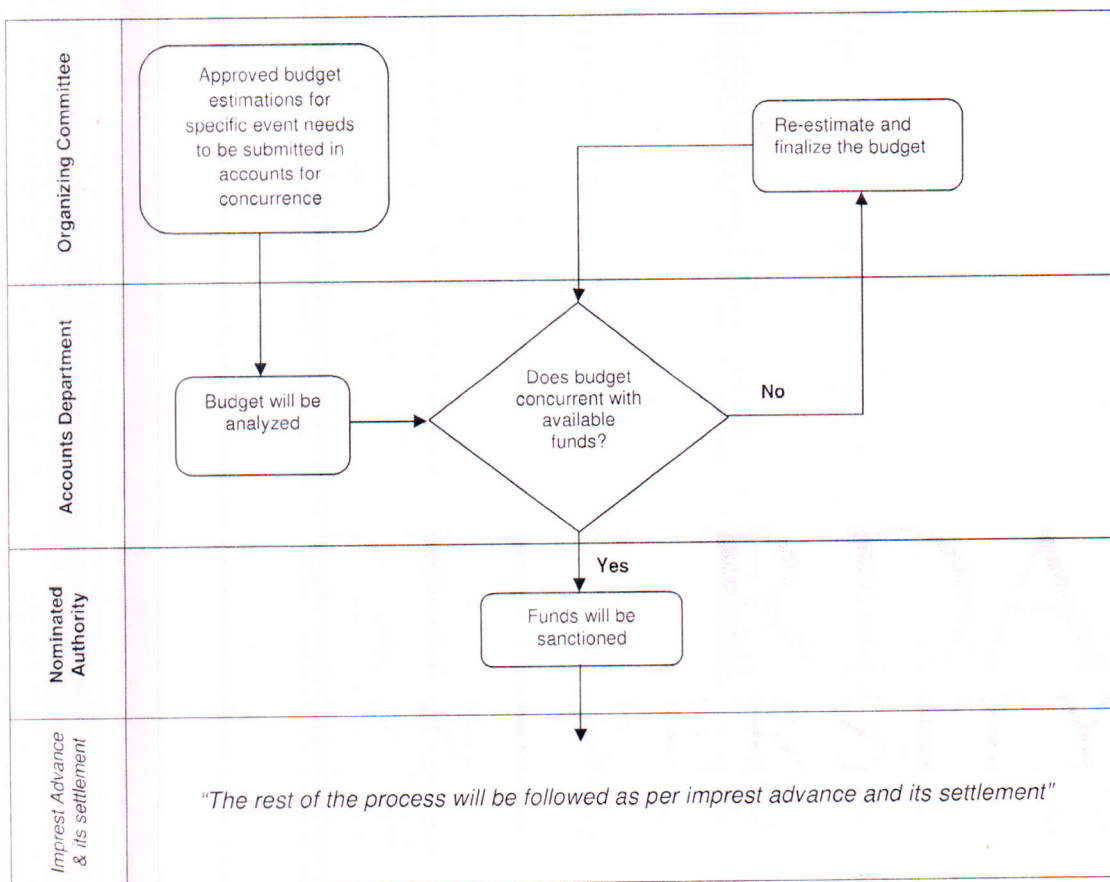 Organizing Committee
Approved budget
estimations for
specific event needs
to be submitted in
accounts for
concurrence
Re-estimate and
finalize the budget
Accounts Department
Budget will be
analyzed
Does budget
concurrent with
available
funds?
No
Yes
Nominated
Authority
Funds will be
sanctioned
Imprest Advance
& its settlement
"The rest of the process will be followed as per imprest advance and its settlement"